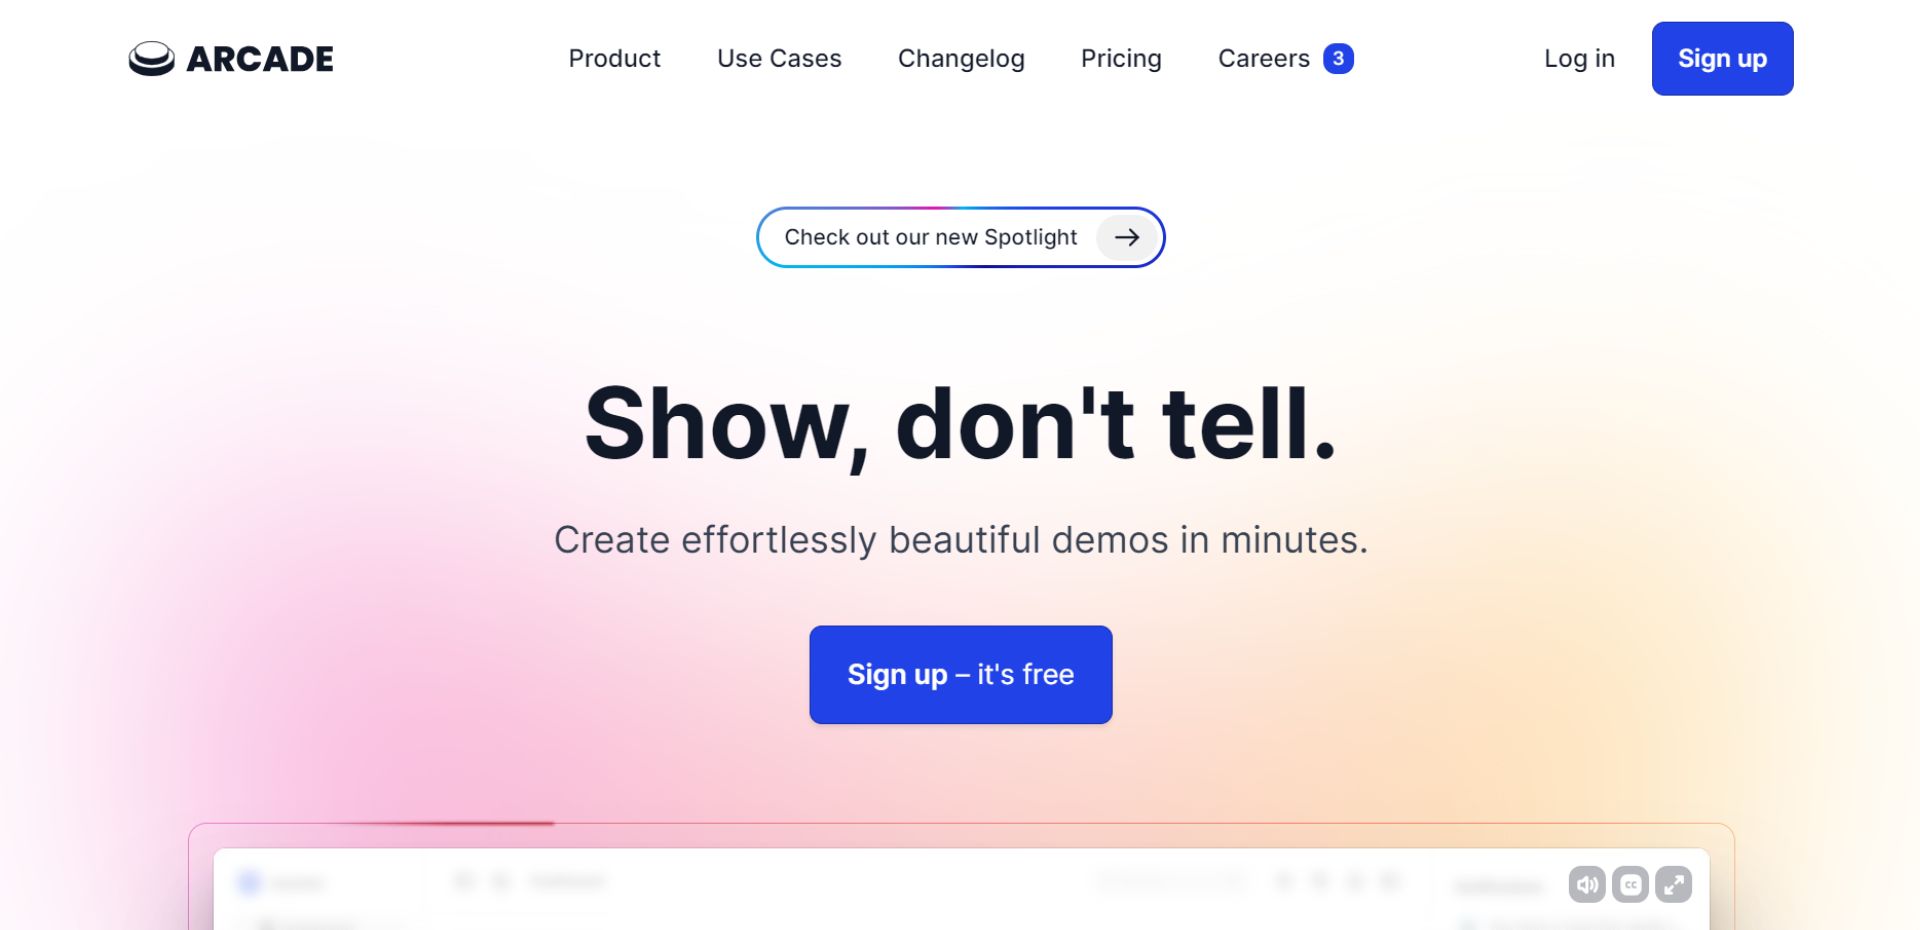 ARCADE
Product Use Cases Changelog Pricing Careers 3
Log in Sign up
Check out our new Spotlight
Show, don't tell.
Create effortlessly beautiful demos in minutes.
Sign up – it's free
CC